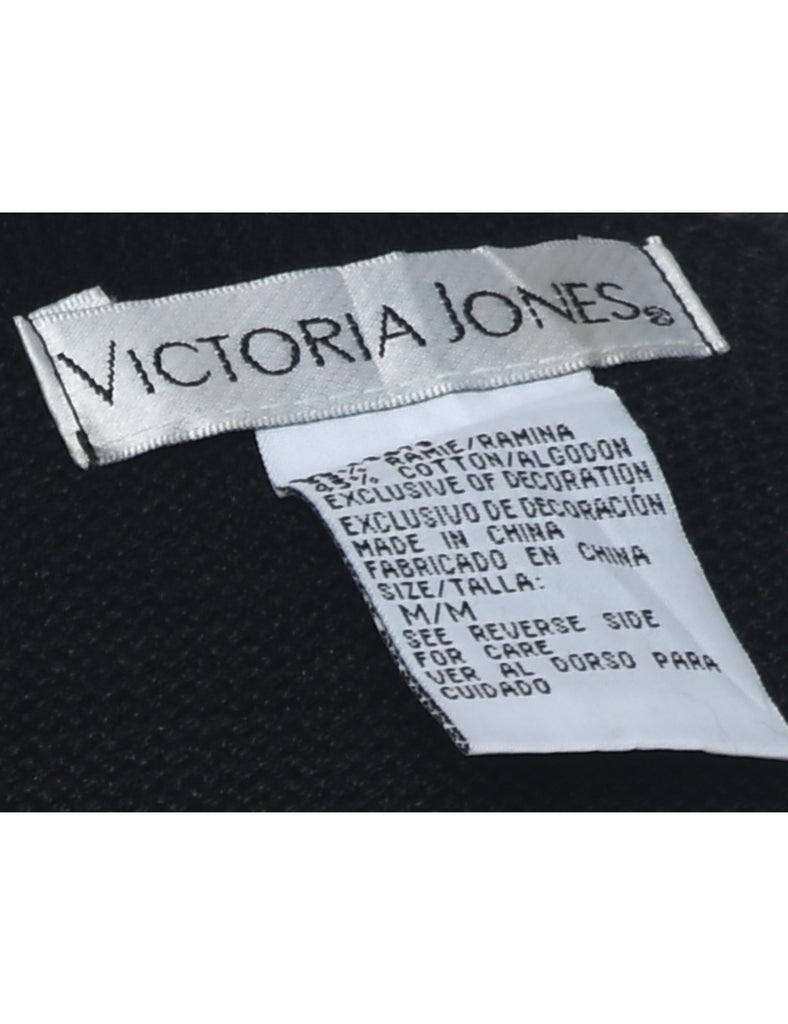 VICTORIA JONES®
% RAMIE/RAMINA
45% COTTON/ALGODON
EXCLUSIVE OF DECORATION
EXCLUSIVO DE DECORACIÓN
MADE IN CHINA
FABRICADO EN CHINA
SIZE/TALLA:
M/M
SEE REVERSE SIDE
FOR CARE
VER AL DORSO PARA
CUIDADO